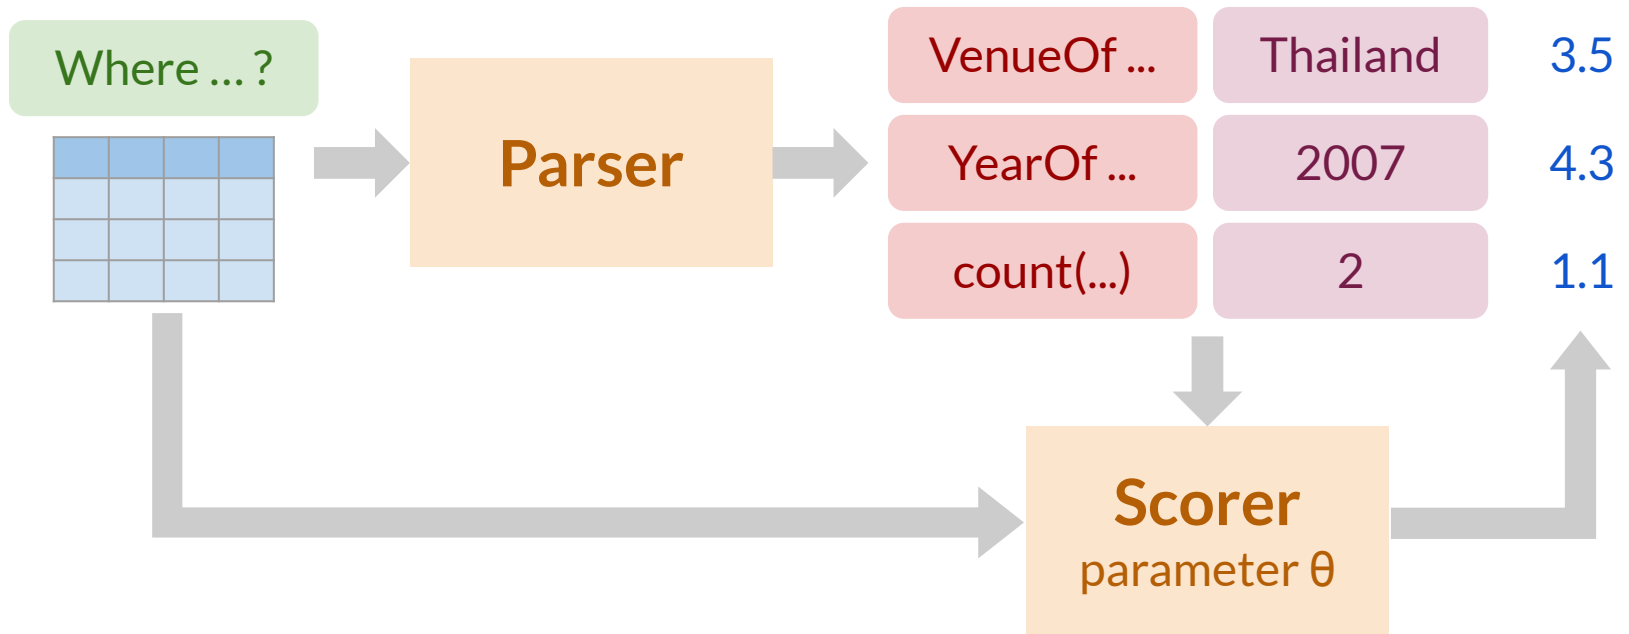 Where ... ?
Parser
VenueOf ... Thailand 3.5
YearOf ... 2007 4.3
count(...) 2 1.1
Scorer
parameter θ